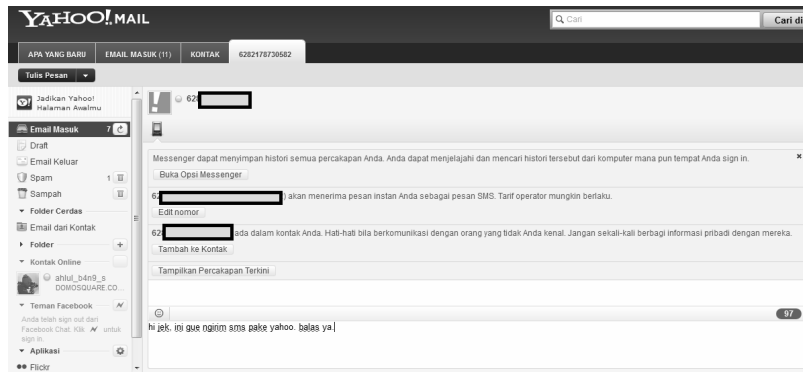 YAHOO! MAIL
Cari
Cari di
APA YANG BARU
EMAIL MASUK (11)
KONTAK
6282178730582
Tulis Pesan
Jadikan Yahoo!
Halaman Awalmu
Email Masuk 7
Draft
Email Keluar
Spam 1
Sampah
Folder Cerdas
Email dari Kontak
Folder
Kontak Online
ahlul_b4n9_s
DOMOSQUARE.CO...
Teman Facebook
Anda telah sign out dari
Facebook Chat. Klik untuk
sign in.
Aplikasi
Flickr
62
Messenger dapat menyimpan histori semua percakapan Anda. Anda dapat menjelajahi dan mencari histori tersebut dari komputer mana pun tempat Anda sign in.
Buka Opsi Messenger
62 ) akan menerima pesan instan Anda sebagai pesan SMS. Tarif operator mungkin berlaku.
Edit nomor
628 ada dalam kontak Anda. Hati-hati bila berkomunikasi dengan orang yang tidak Anda kenal. Jangan sekali-kali berbagi informasi pribadi dengan mereka.
Tambah ke Kontak
Tampilkan Percakapan Terkini
97
hi jek, ini gue ngirim sms pake yahoo. balas ya.